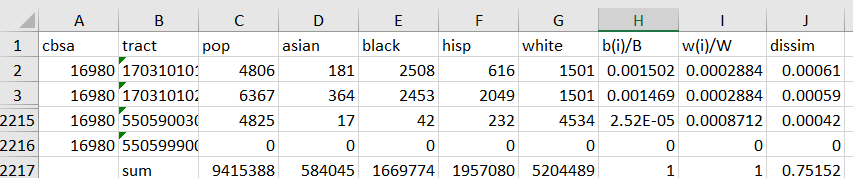 A B C D E F G H I J
1 cbsa tract pop asian black hisp white b(i)/B w(i)/W dissim
2 16980 170310101 4806 181 2508 616 1501 0.001502 0.0002884 0.00061
3 16980 170310102 6367 364 2453 2049 1501 0.001469 0.0002884 0.00059
2215 16980 550590030 4825 17 42 232 4534 2.52E-05 0.0008712 0.00042
2216 16980 550599900 0 0 0 0 0 0 0 0
2217 sum 9415388 584045 1669774 1957080 5204489 1 1 0.75152